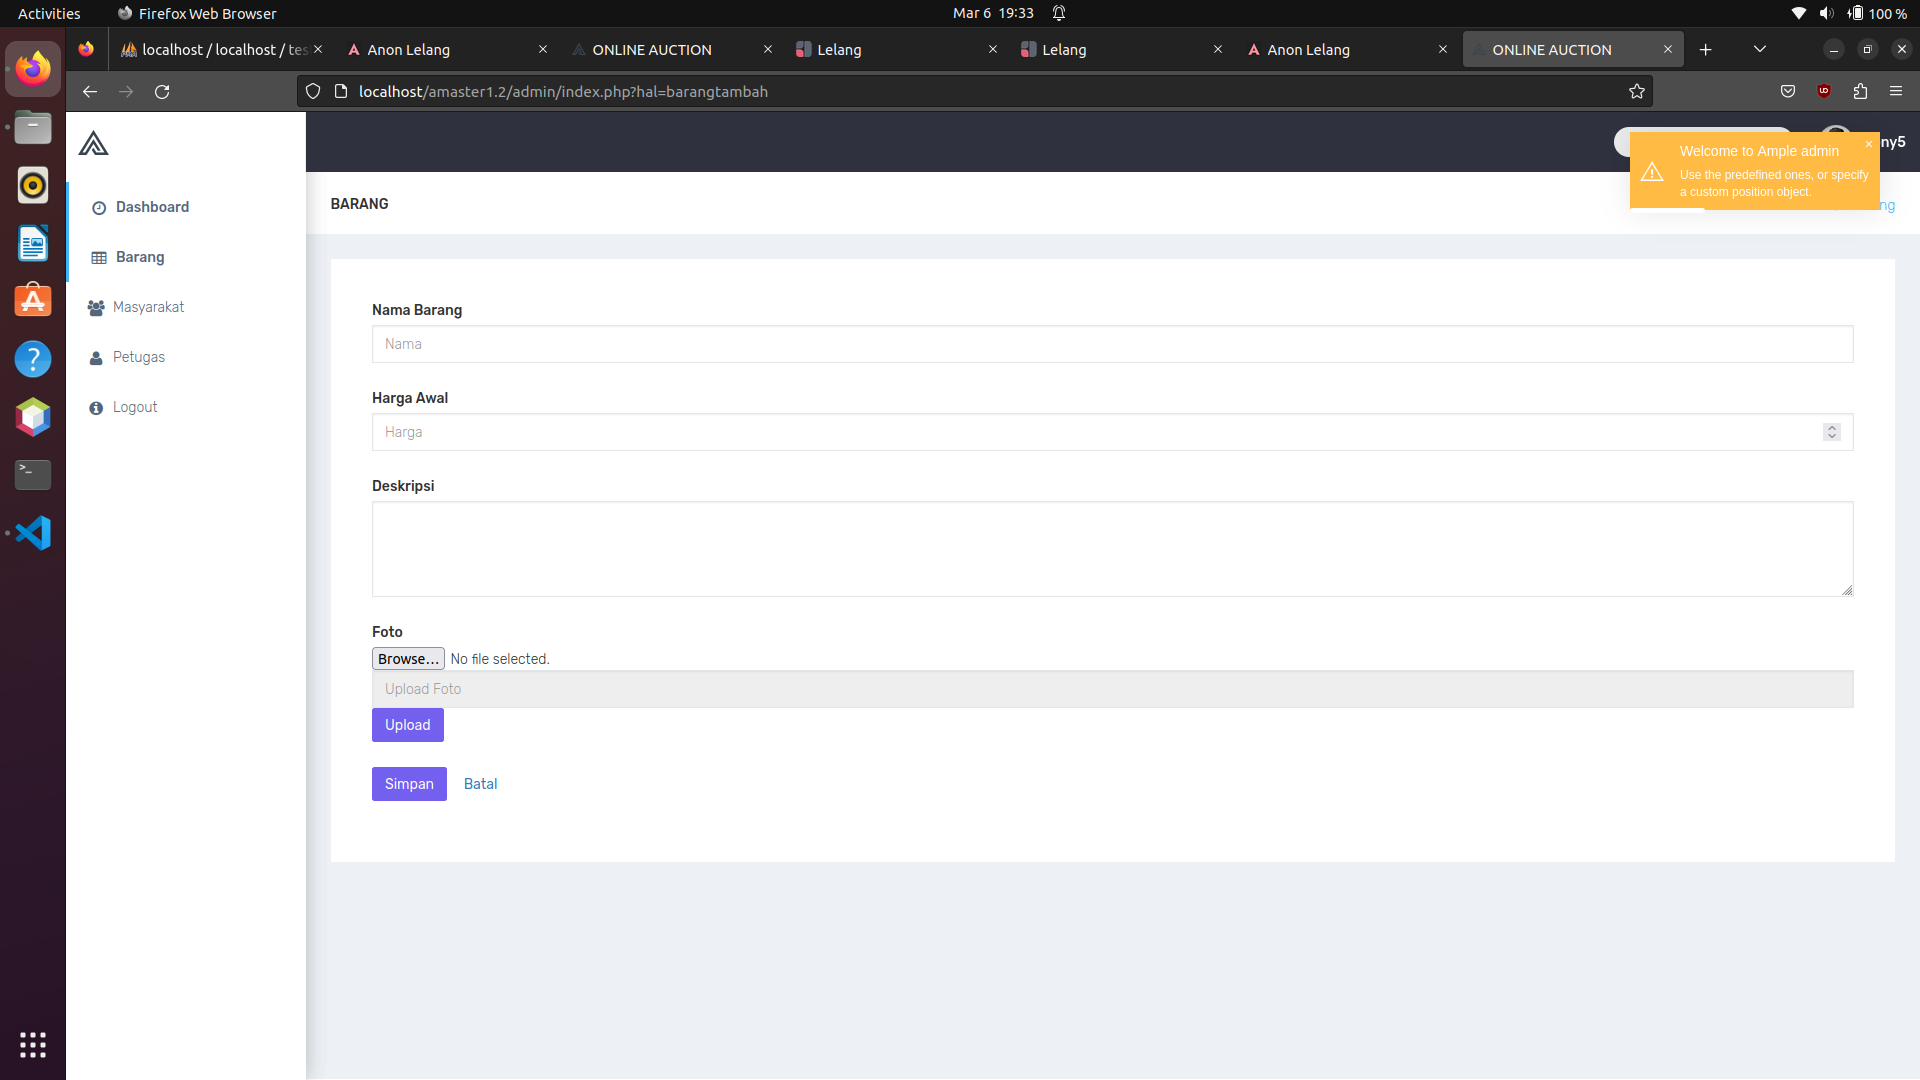 Activities
Firefox Web Browser
Mar 6 19:33
100 %
localhost / localhost / tes
Anon Lelang
ONLINE AUCTION
Lelang
Lelang
Anon Lelang
ONLINE AUCTION
localhost/amaster1.2/admin/index.php?hal=barangtambah
ny5
Welcome to Ample admin
Use the predefined ones, or specify
a custom position object.
ng
Dashboard
Barang
Masyarakat
Petugas
Logout
BARANG
Nama Barang
Nama
Harga Awal
Harga
Deskripsi
Foto
Browse... No file selected.
Upload Foto
Upload
Simpan
Batal